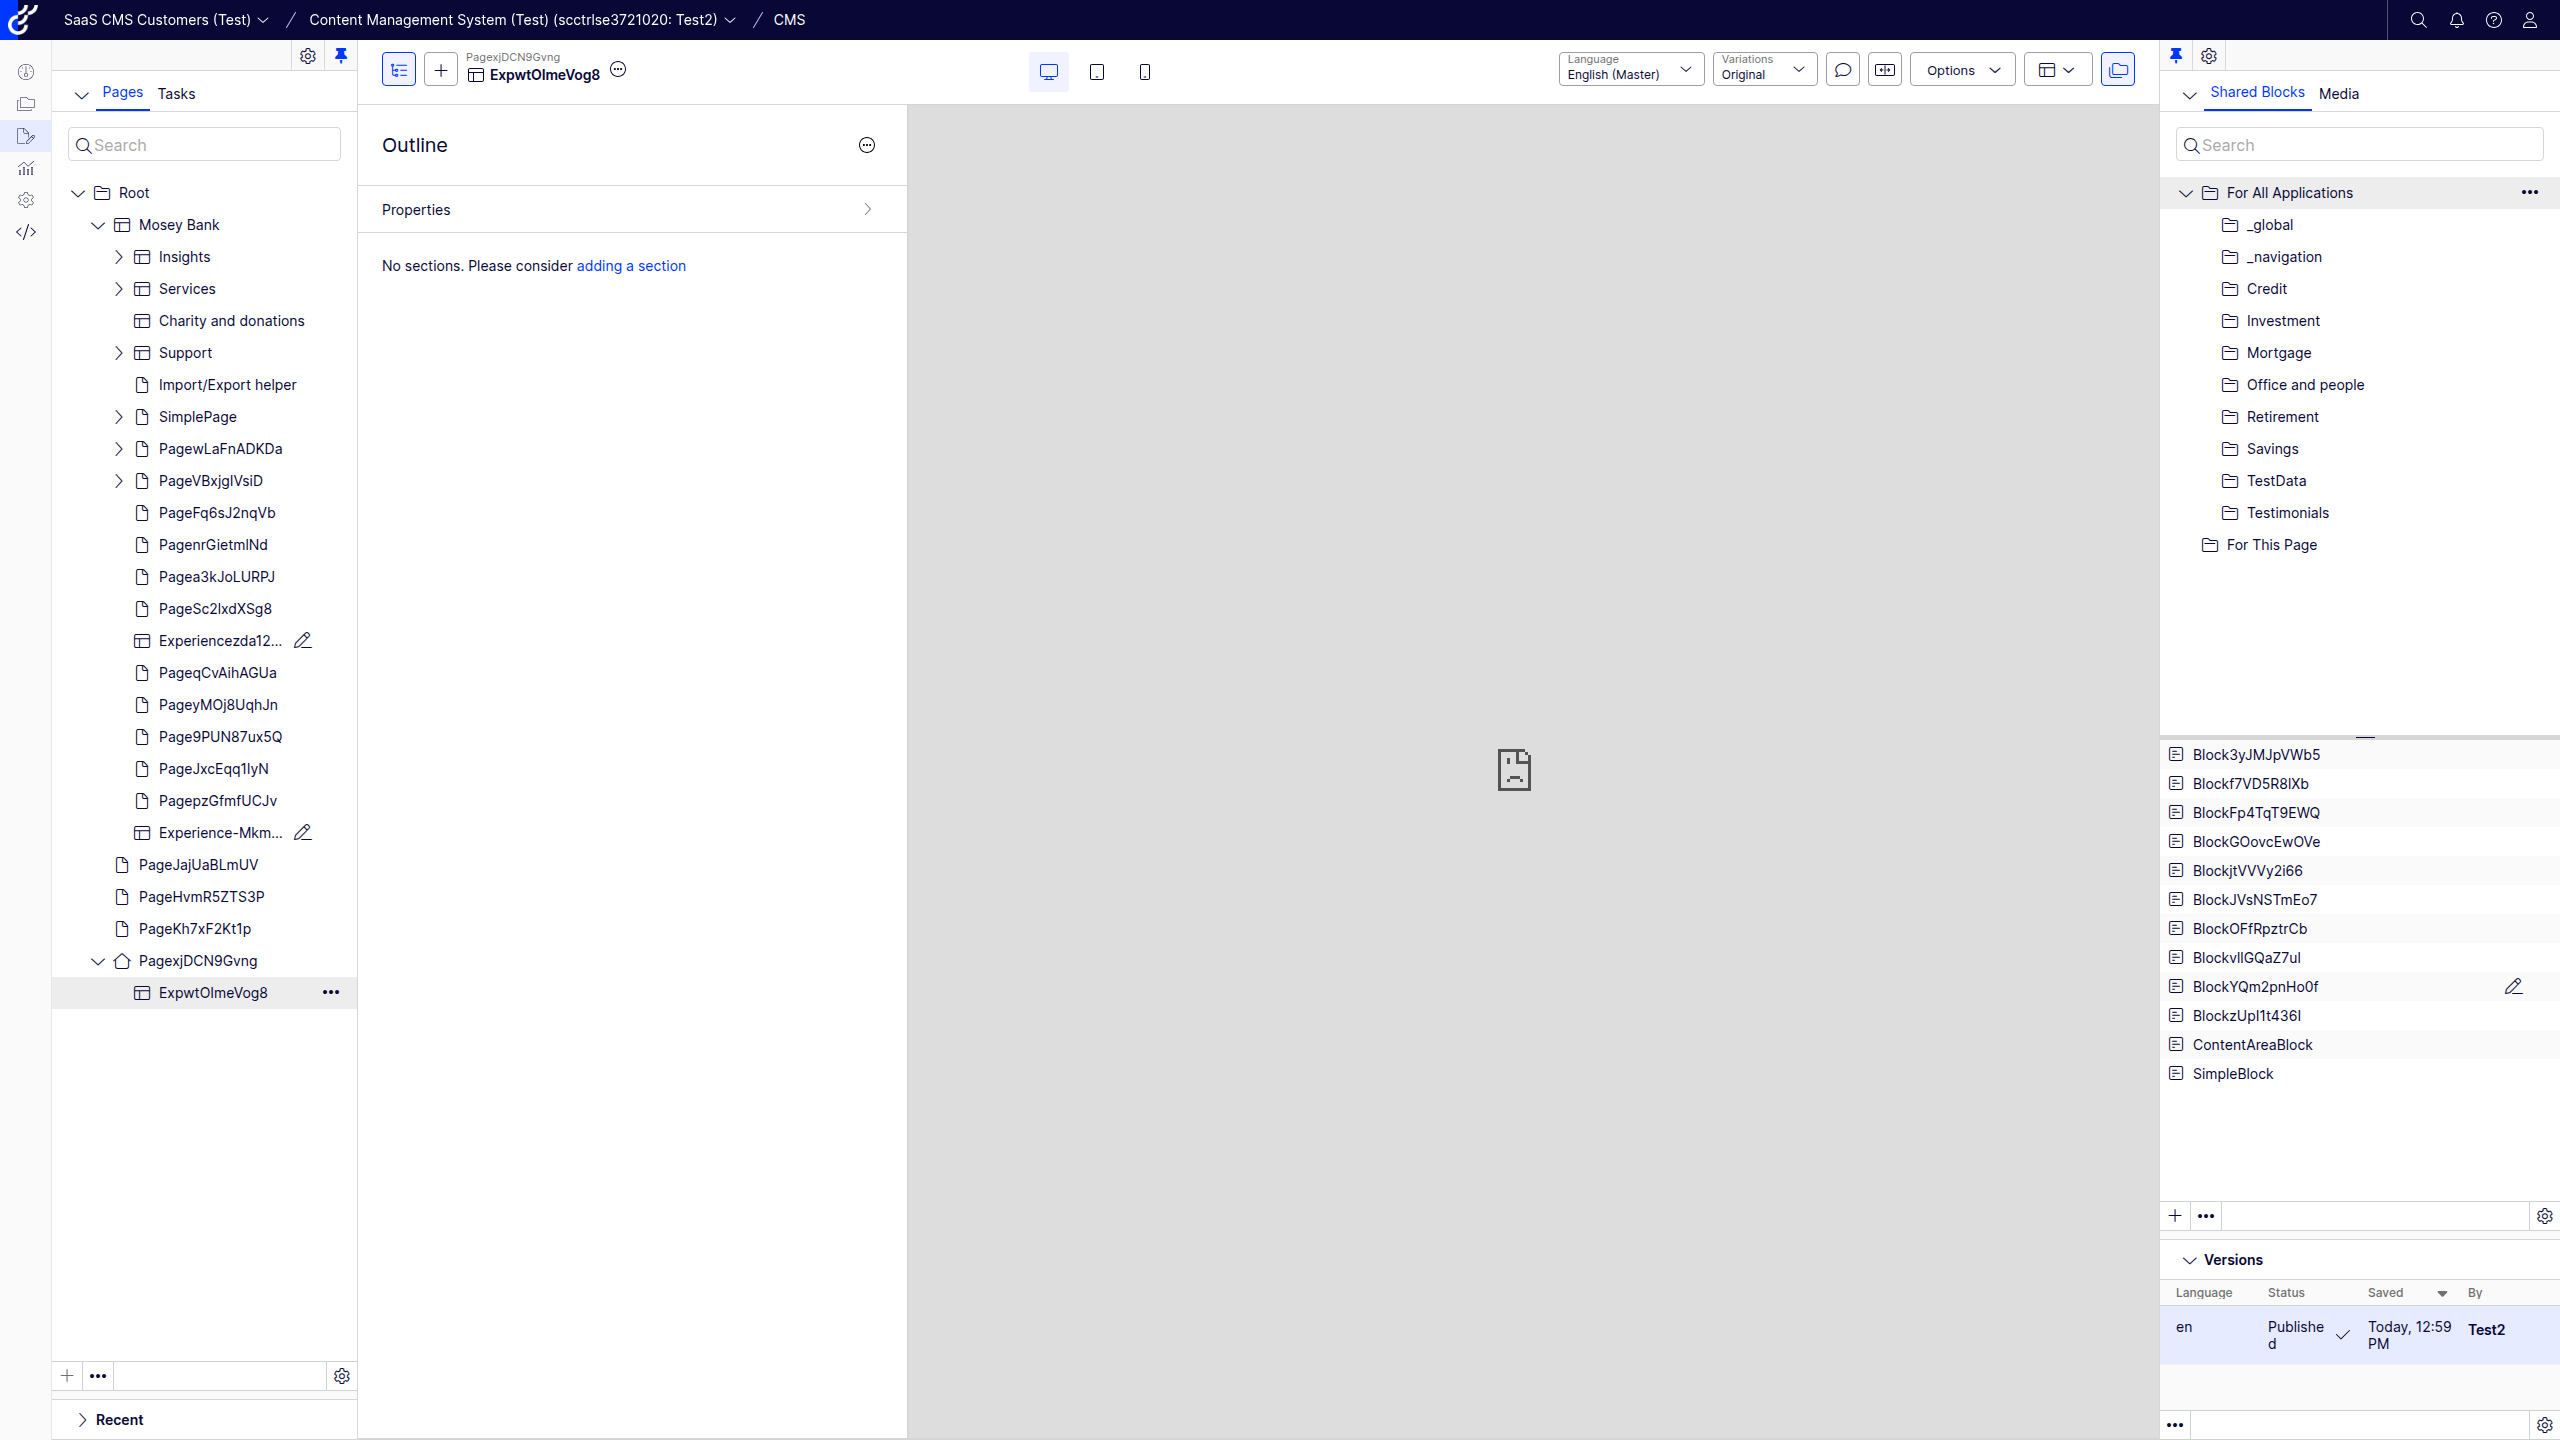 SaaS CMS Customers (Test)
Content Management System (Test) (scctrlse3721020: Test2)
CMS
Pages
Tasks
Search
Root
Mosey Bank
Insights
Services
Charity and donations
Support
Import/Export helper
SimplePage
PagewLaFnADKDa
PageVBxjglVsiD
PageFq6sJ2nqVb
PagenrGietmlNd
Pagea3kJoLURPJ
PageSc2lxdXSg8
Experiencezda12...
PageqCvAihAGUa
PageyMOj8UqhJn
Page9PUN87ux5Q
PageJxcEqq1lyN
PagepzGfmfUCJv
Experience-Mkm...
PageJajUaBLmUV
PageHvmR5ZTS3P
PageKh7xF2Kt1p
PagexjDCN9Gvng
ExpwtOlmeVog8
Recent
PagexjDCN9Gvng
ExpwtOlmeVog8
Language
English (Master)
Variations
Original
Options
Outline
Properties
No sections. Please consider adding a section
Shared Blocks
Media
Search
For All Applications
_global
_navigation
Credit
Investment
Mortgage
Office and people
Retirement
Savings
TestData
Testimonials
For This Page
Block3yJMJpVWb5
Blockf7VD5R8lXb
BlockFp4TqT9EWQ
BlockGOovcEwOVe
BlockjtVVVy2i66
BlockJVsNSTmEo7
BlockOFfRpztrCb
BlockvllGQaZ7ul
BlockYQm2pnHo0f
BlockzUpI1t436I
ContentAreaBlock
SimpleBlock
Versions
Language Status Saved By
en Publishe Today, 12:59 Test2
d PM